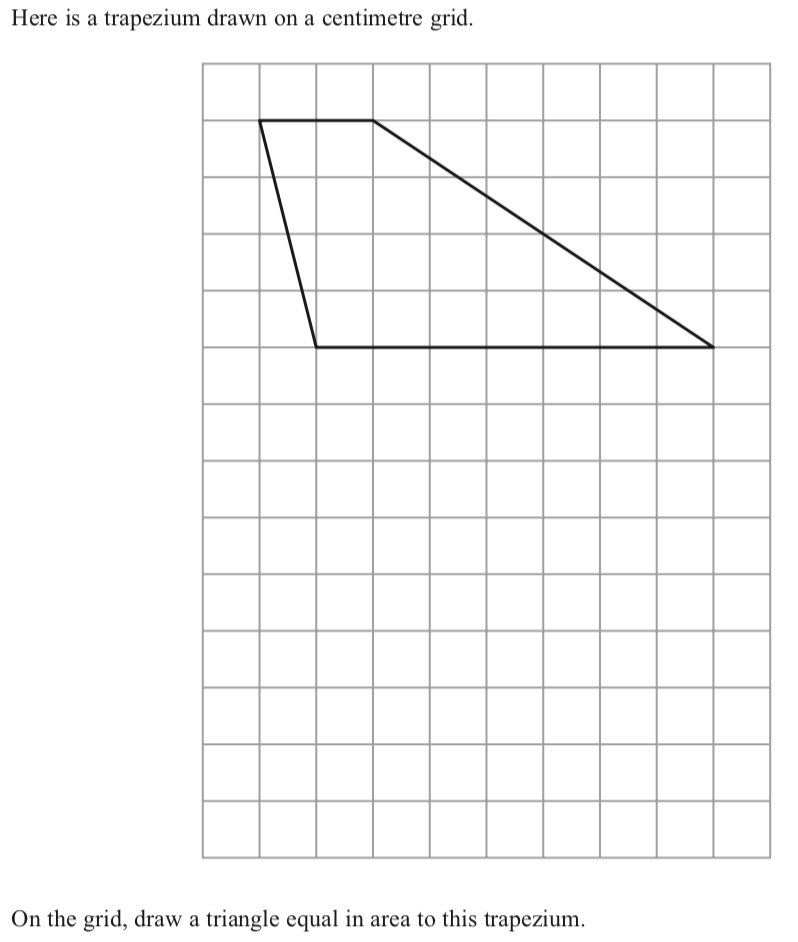 Here is a trapezium drawn on a centimetre grid.
On the grid, draw a triangle equal in area to this trapezium.